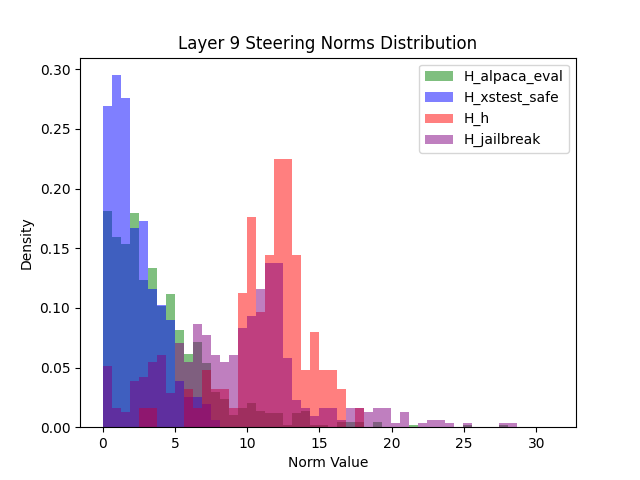 Layer 9 Steering Norms Distribution
H_alpaca_eval
H_xstest_safe
H_h
H_jailbreak
0.30
0.25
0.20
0.15
0.10
0.05
0.00
Density
0 5 10 15 20 25 30
Norm Value